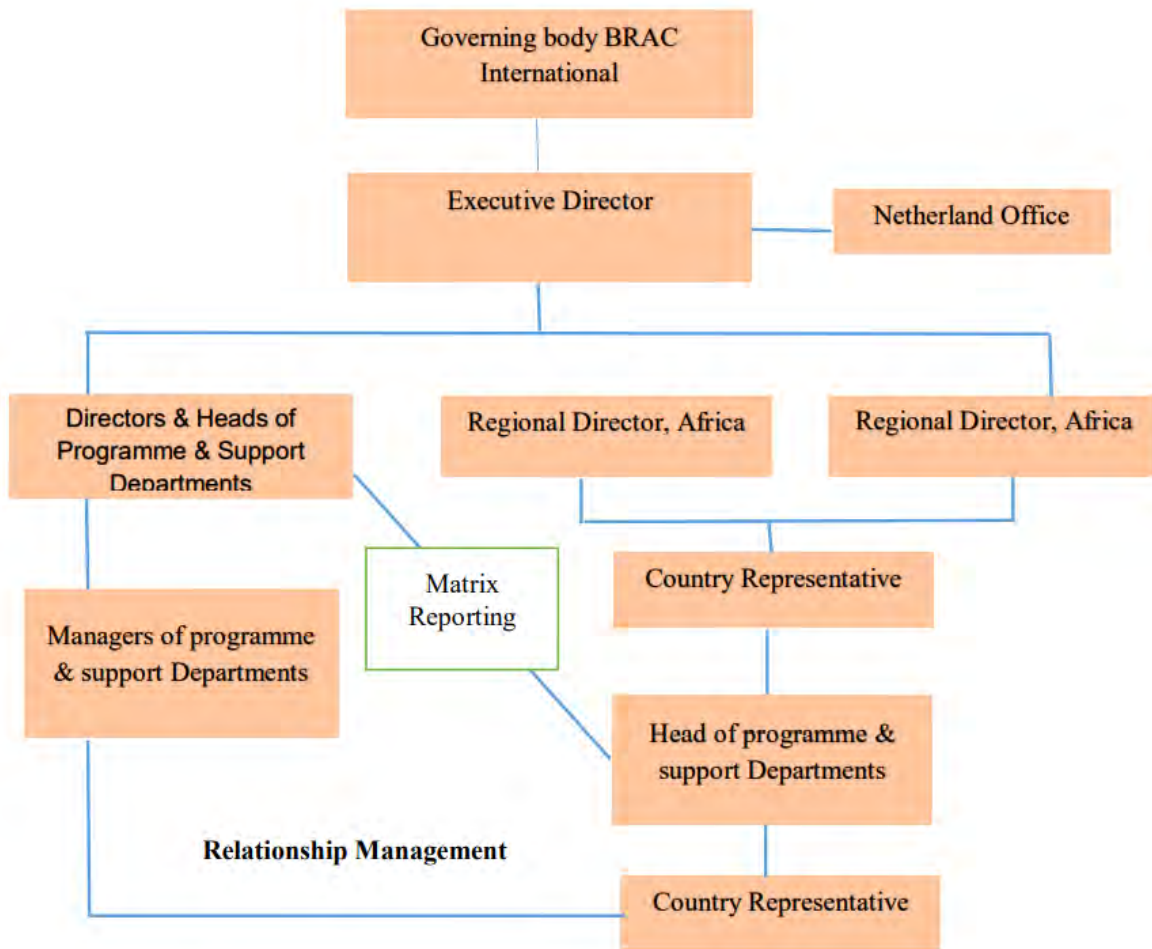 Governing body BRAC
International
Executive Director
Netherland Office
Directors & Heads of
Programme & Support
Departments
Regional Director, Africa
Regional Director, Africa
Matrix
Reporting
Country Representative
Managers of programme
& support Departments
Head of programme &
support Departments
Relationship Management
Country Representative